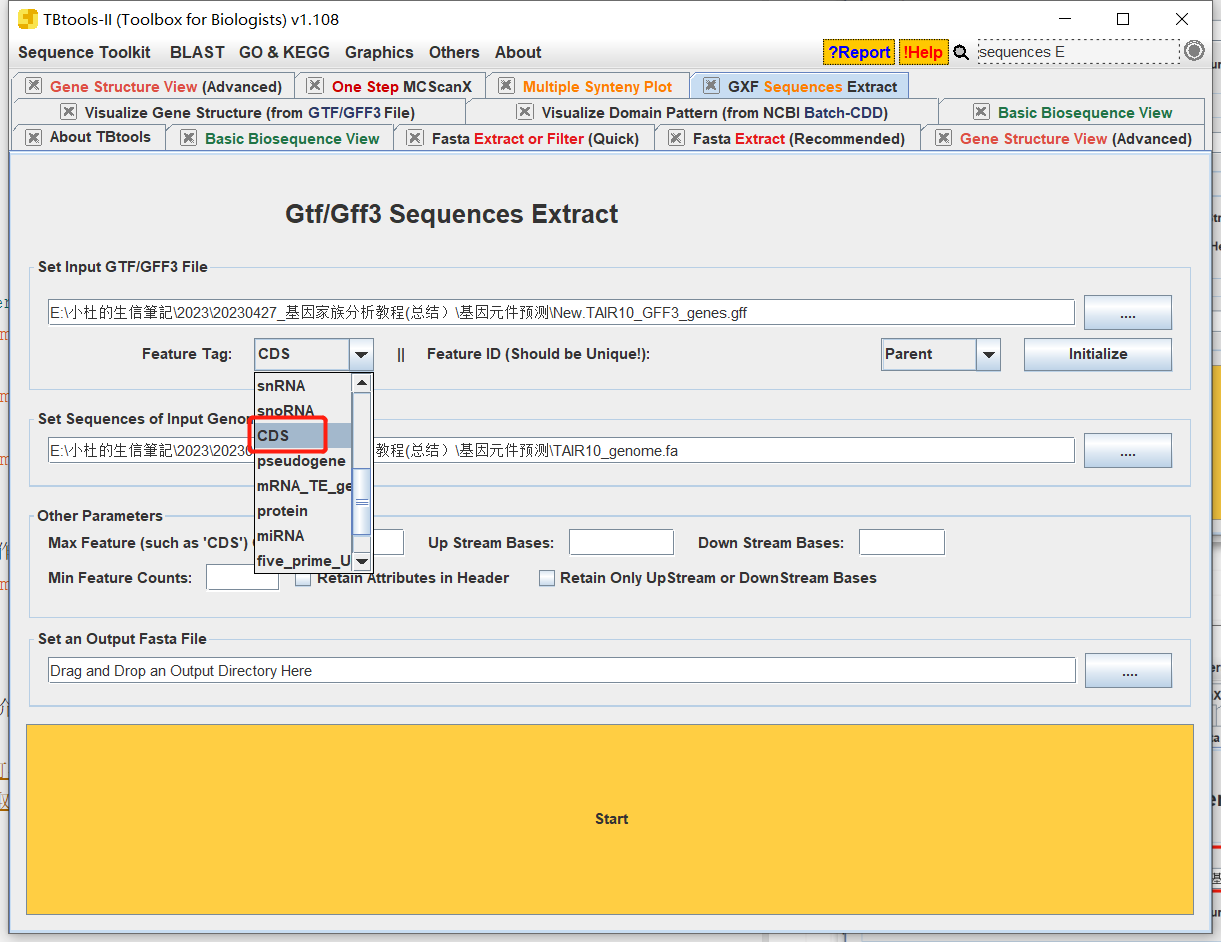 TBtools-II (Toolbox for Biologists) v1.108
Sequence Toolkit BLAST GO & KEGG Graphics Others About ?Report !Help sequences E
Gene Structure View (Advanced) One Step MCScanX Multiple Synteny Plot GXF Sequences Extract
Visualize Gene Structure (from GTF/GFF3 File) Visualize Domain Pattern (from NCBI Batch-CDD) Basic Biosequence View
About TBtools Basic Biosequence View Fasta Extract or Filter (Quick) Fasta Extract (Recommended) Gene Structure View (Advanced)
Gtf/Gff3 Sequences Extract
Set Input GTF/GFF3 File
E:\小杜的生信筆記\2023\20230427_基因家族分析教程(总结）\基因元件预测\New.TAIR10_GFF3_genes.gff ....
Feature Tag: CDS || Feature ID (Should be Unique!): Parent Initialize
snRNA
snoRNA
Set Sequences of Input Genom
CDS
E:\小杜的生信筆記\2023\20230 教程(总结）\基因元件预测\TAIR10_genome.fa ....
pseudogene
mRNA_TE_ge
protein
Other Parameters
miRNA
Max Feature (such as 'CDS') Up Stream Bases: Down Stream Bases:
five_prime_U
Min Feature Counts: Retain Attributes in Header Retain Only UpStream or DownStream Bases
Set an Output Fasta File
Drag and Drop an Output Directory Here ....
Start